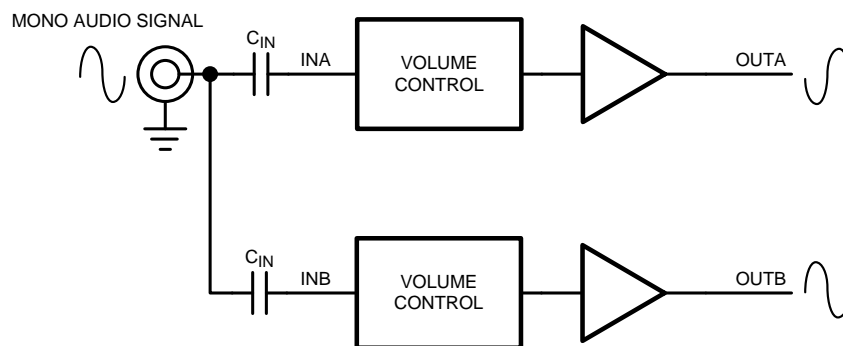 MONO AUDIO SIGNAL
CIN
INA
VOLUME
CONTROL
OUTA
CIN
INB
VOLUME
CONTROL
OUTB